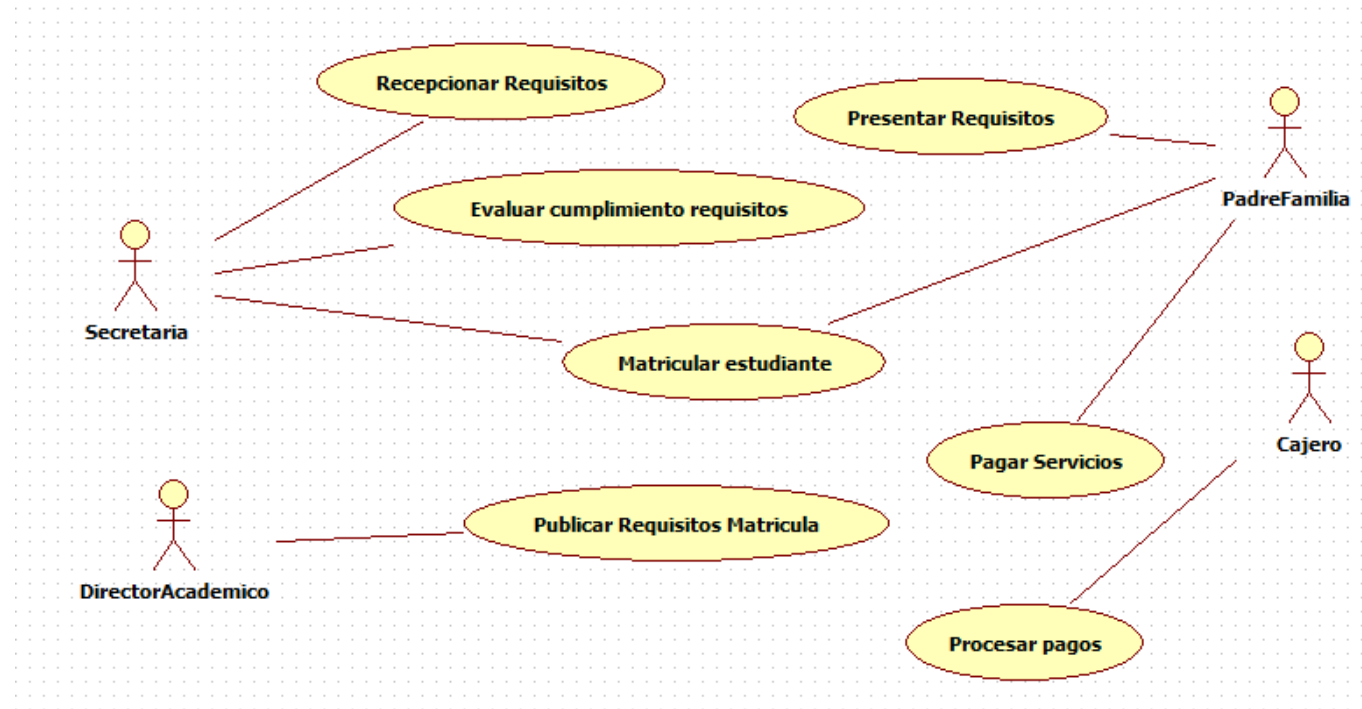 Recepcionar Requisitos
Presentar Requisitos
PadreFamilia
Evaluar cumplimiento requisitos
Secretaria
Matricular estudiante
Cajero
Pagar Servicios
Publicar Requisitos Matricula
DirectorAcademico
Procesar pagos